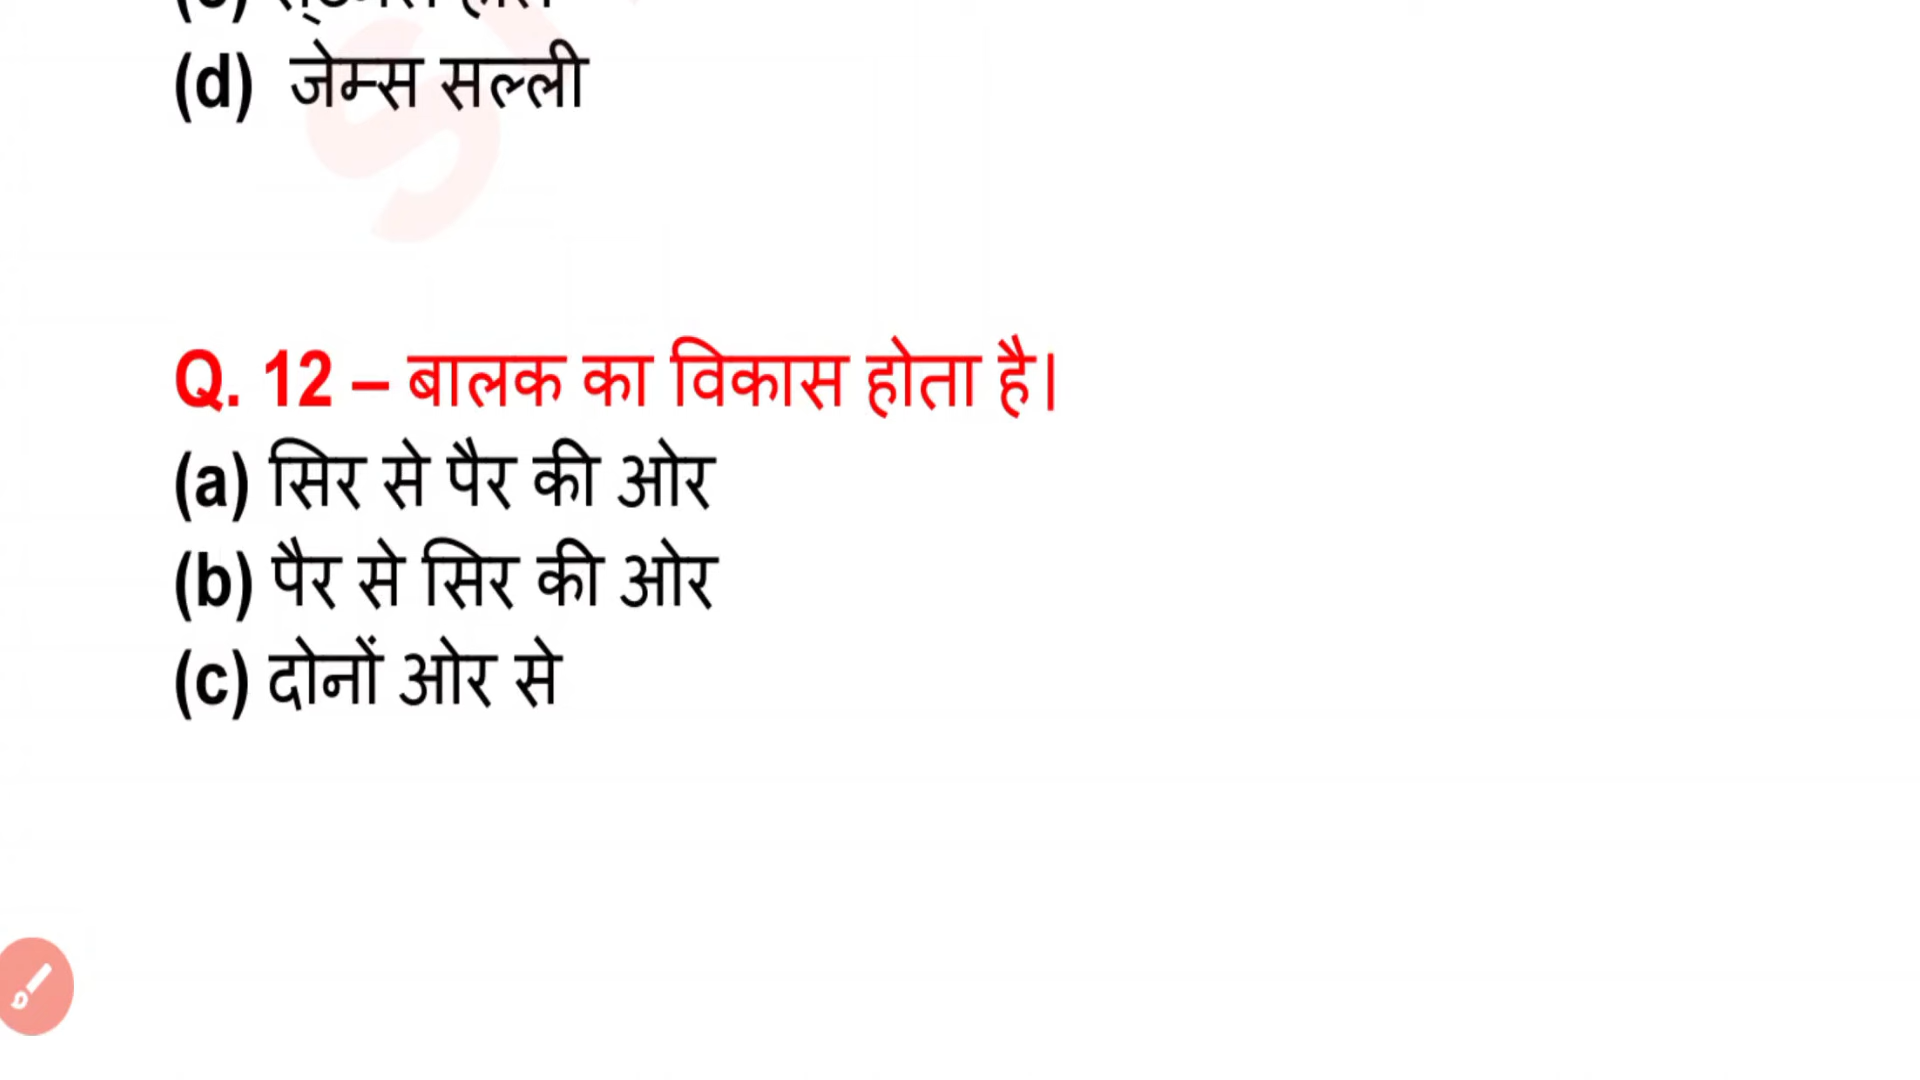 (d) जेम्स सल्ली
Q. 12 – बालक का विकास होता है।
(a) सिर से पैर की ओर
(b) पैर से सिर की ओर
(c) दोनों ओर से